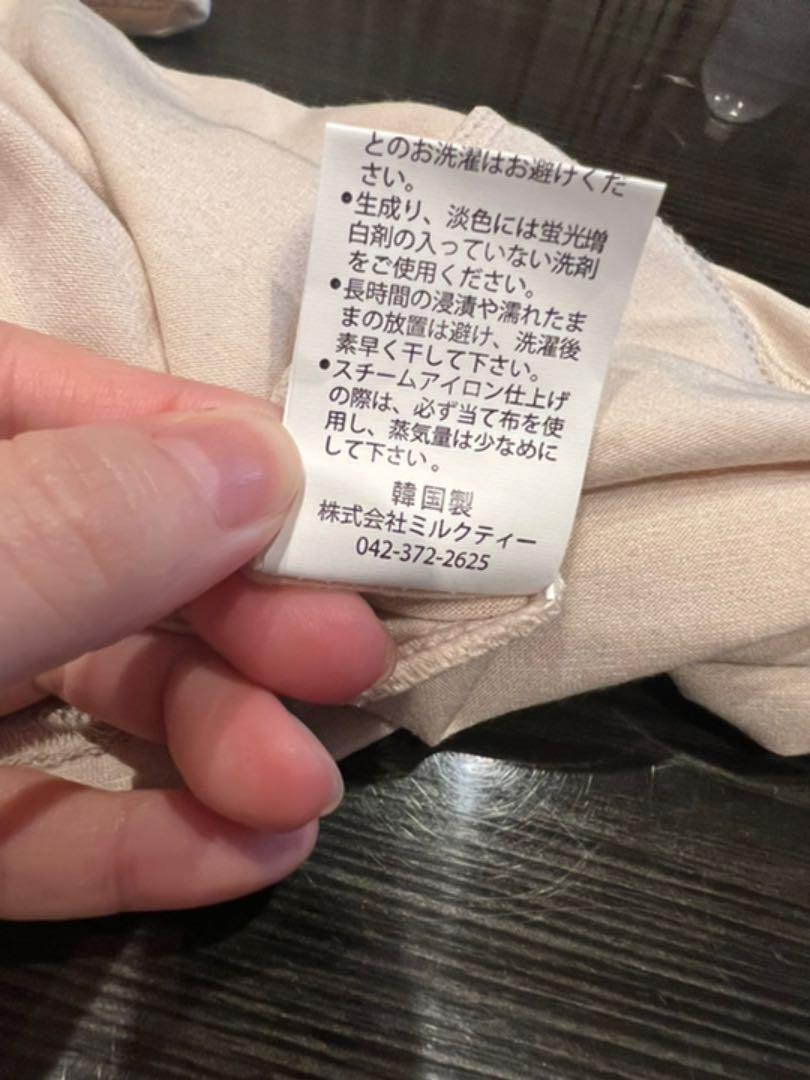 とのお洗濯はお避けくだ
さい。
●生成り、淡色には蛍光増
白剤の入っていない洗剤
をご使用ください。
●長時間の浸漬や濡れたま
まの放置は避け、洗濯後
素早く干して下さい。
●スチームアイロン仕上げ
の際は、必ず当て布を使
用し、蒸気量は少なめに
して下さい。
韓国製
株式会社ミルクティー
042-372-2625